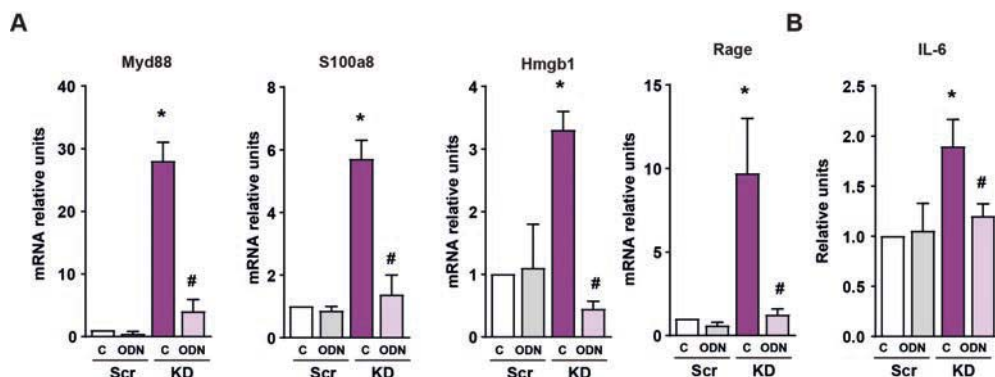 A
Myd88
mRNA relative units
40
30
20
10
0
*
#
C ODN C ODN
Scr KD
S100a8
mRNA relative units
8
6
4
2
0
*
#
C ODN C ODN
Scr KD
Hmgb1
mRNA relative units
4
3
2
1
0
*
#
C ODN C ODN
Scr KD
Rage
mRNA relative units
15
10
5
0
*
#
C ODN C ODN
Scr KD
B
IL-6
Relative units
2.5
2.0
1.5
1.0
0.5
0.0
*
#
C ODN C ODN
Scr KD